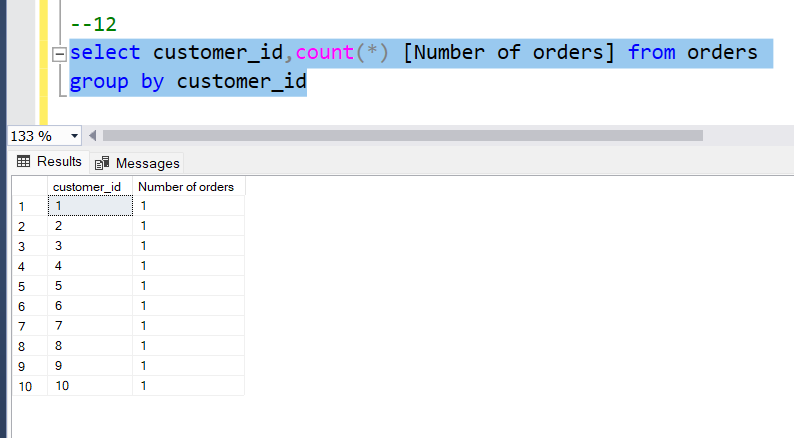 --12
select customer_id,count(*) [Number of orders] from orders
group by customer_id
133 %
Results Messages
customer_id Number of orders
1 1 1
2 2 1
3 3 1
4 4 1
5 5 1
6 6 1
7 7 1
8 8 1
9 9 1
10 10 1